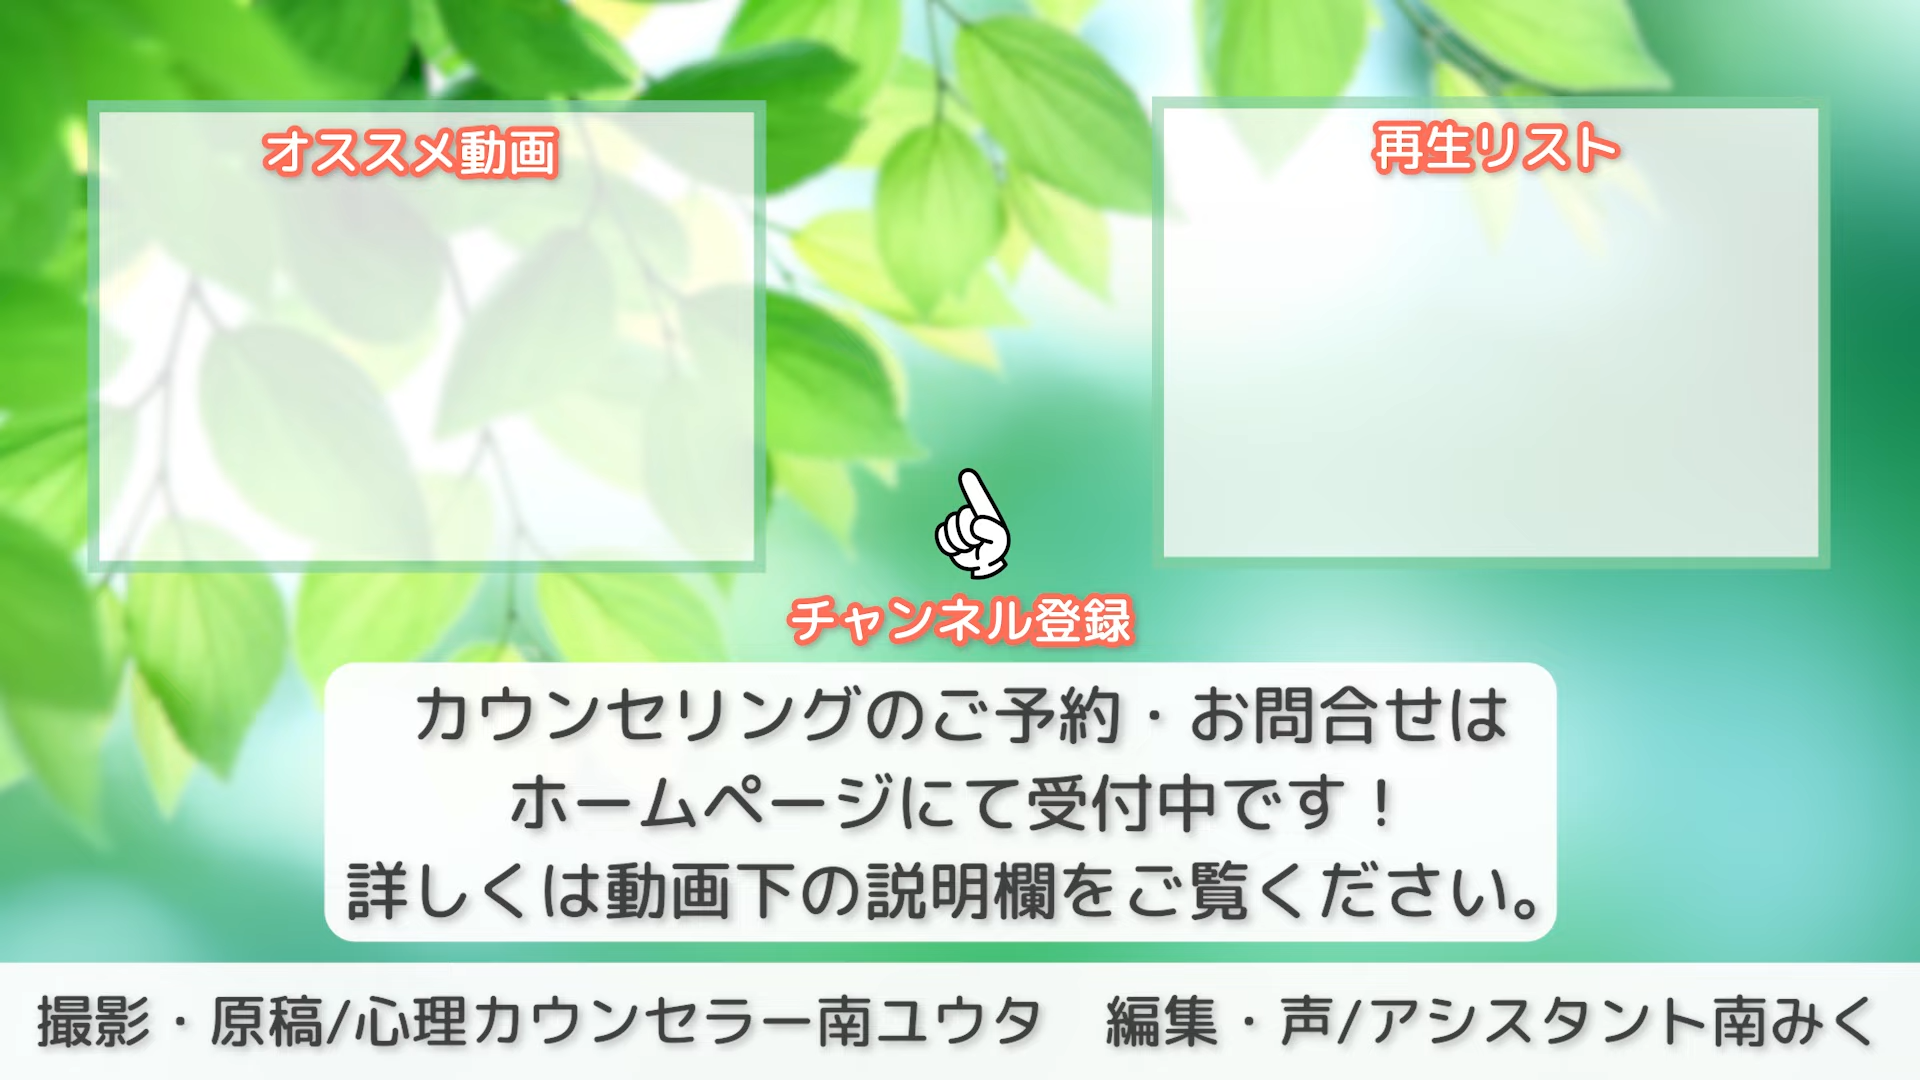 オススメ動画
再生リスト
チャンネル登録
カウンセリングのご予約・お問合せは
ホームページにて受付中です！
詳しくは動画下の説明欄をご覧ください。
撮影・原稿/心理カウンセラー南ユウタ　編集・声/アシスタント南みく